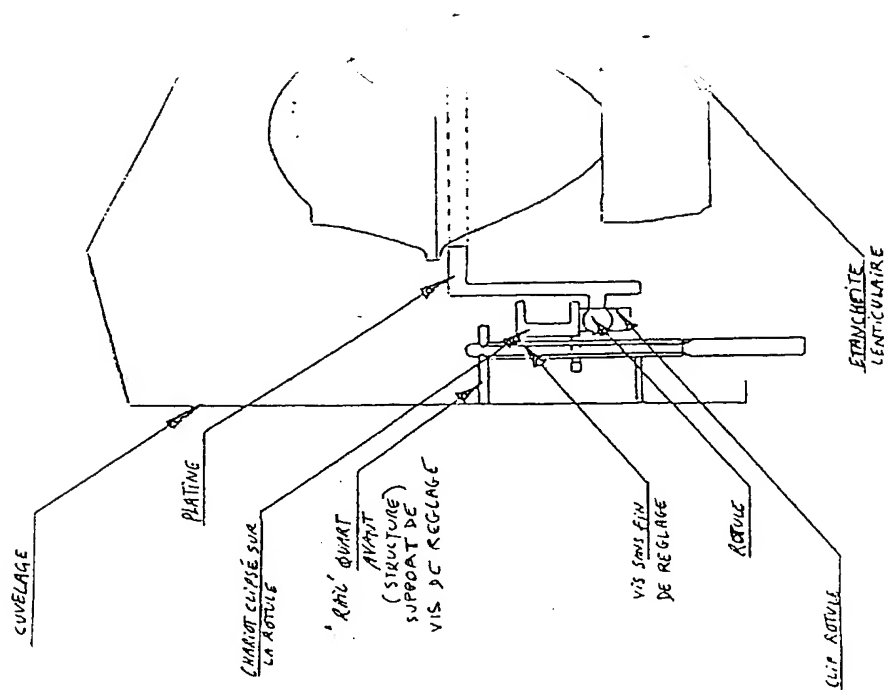 CUVELAGE
PLATING
CHARIOT CLIPSÉ SUR
LA ROTULE
"RAIL" QUART
AVANT
(STRUCTURE)
SUPPORT DE
VIS DE REGLAGE
VIS SANS FIN
DE REGLAGE
ROTULE
CLIP ROTULE
ETANCHEITE
LENTICULAIRE